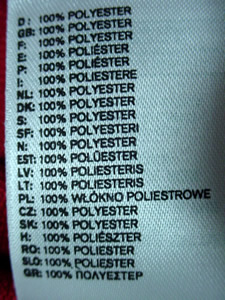 D: 100% POLYESTER
GB: 100% POLYESTER
F: 100% POLYESTER
E: 100% POLIÉSTER
P: 100% POLIÉSTER
I: 100% POLIESTERE
NL: 100% POLYESTER
DK: 100% POLYESTER
S: 100% POLYESTER
SF: 100% POLYESTERI
N: 100% POLYESTER
EST: 100% POLÜESTER
LV: 100% POLIESTERIS
LT: 100% POLIESTERIS
PL: 100% WŁÓKNO POLIESTROWE
CZ: 100% POLYESTER
SK: 100% POLYESTER
H: 100% POLIÉSZTER
RO: 100% POLIESTER
SLO: 100% POLIESTER
GR: 100% ΠΟΛΥΕΣΤΕΡ